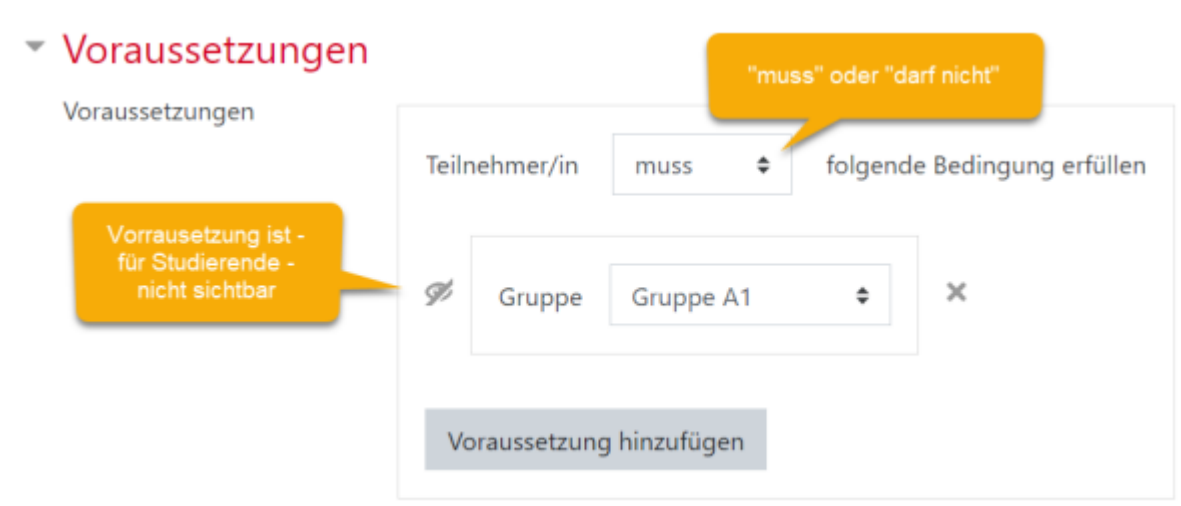 Voraussetzungen
"muss" oder "darf nicht"
Voraussetzungen
Teilnehmer/in muss folgende Bedingung erfüllen
Vorrausetzung ist -
für Studierende -
nicht sichtbar
Gruppe Gruppe A1
Voraussetzung hinzufügen